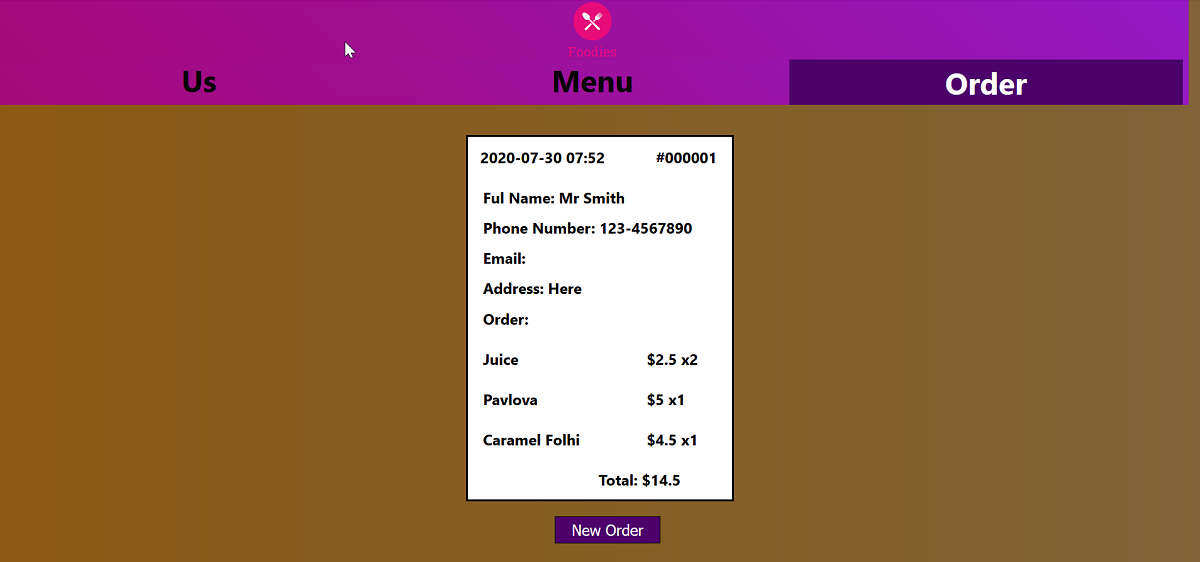 Foodies
Us Menu Order
2020-07-30 07:52 #000001
Ful Name: Mr Smith
Phone Number: 123-4567890
Email:
Address: Here
Order:
Juice $2.5 x2
Pavlova $5 x1
Caramel Folhi $4.5 x1
Total: $14.5
New Order